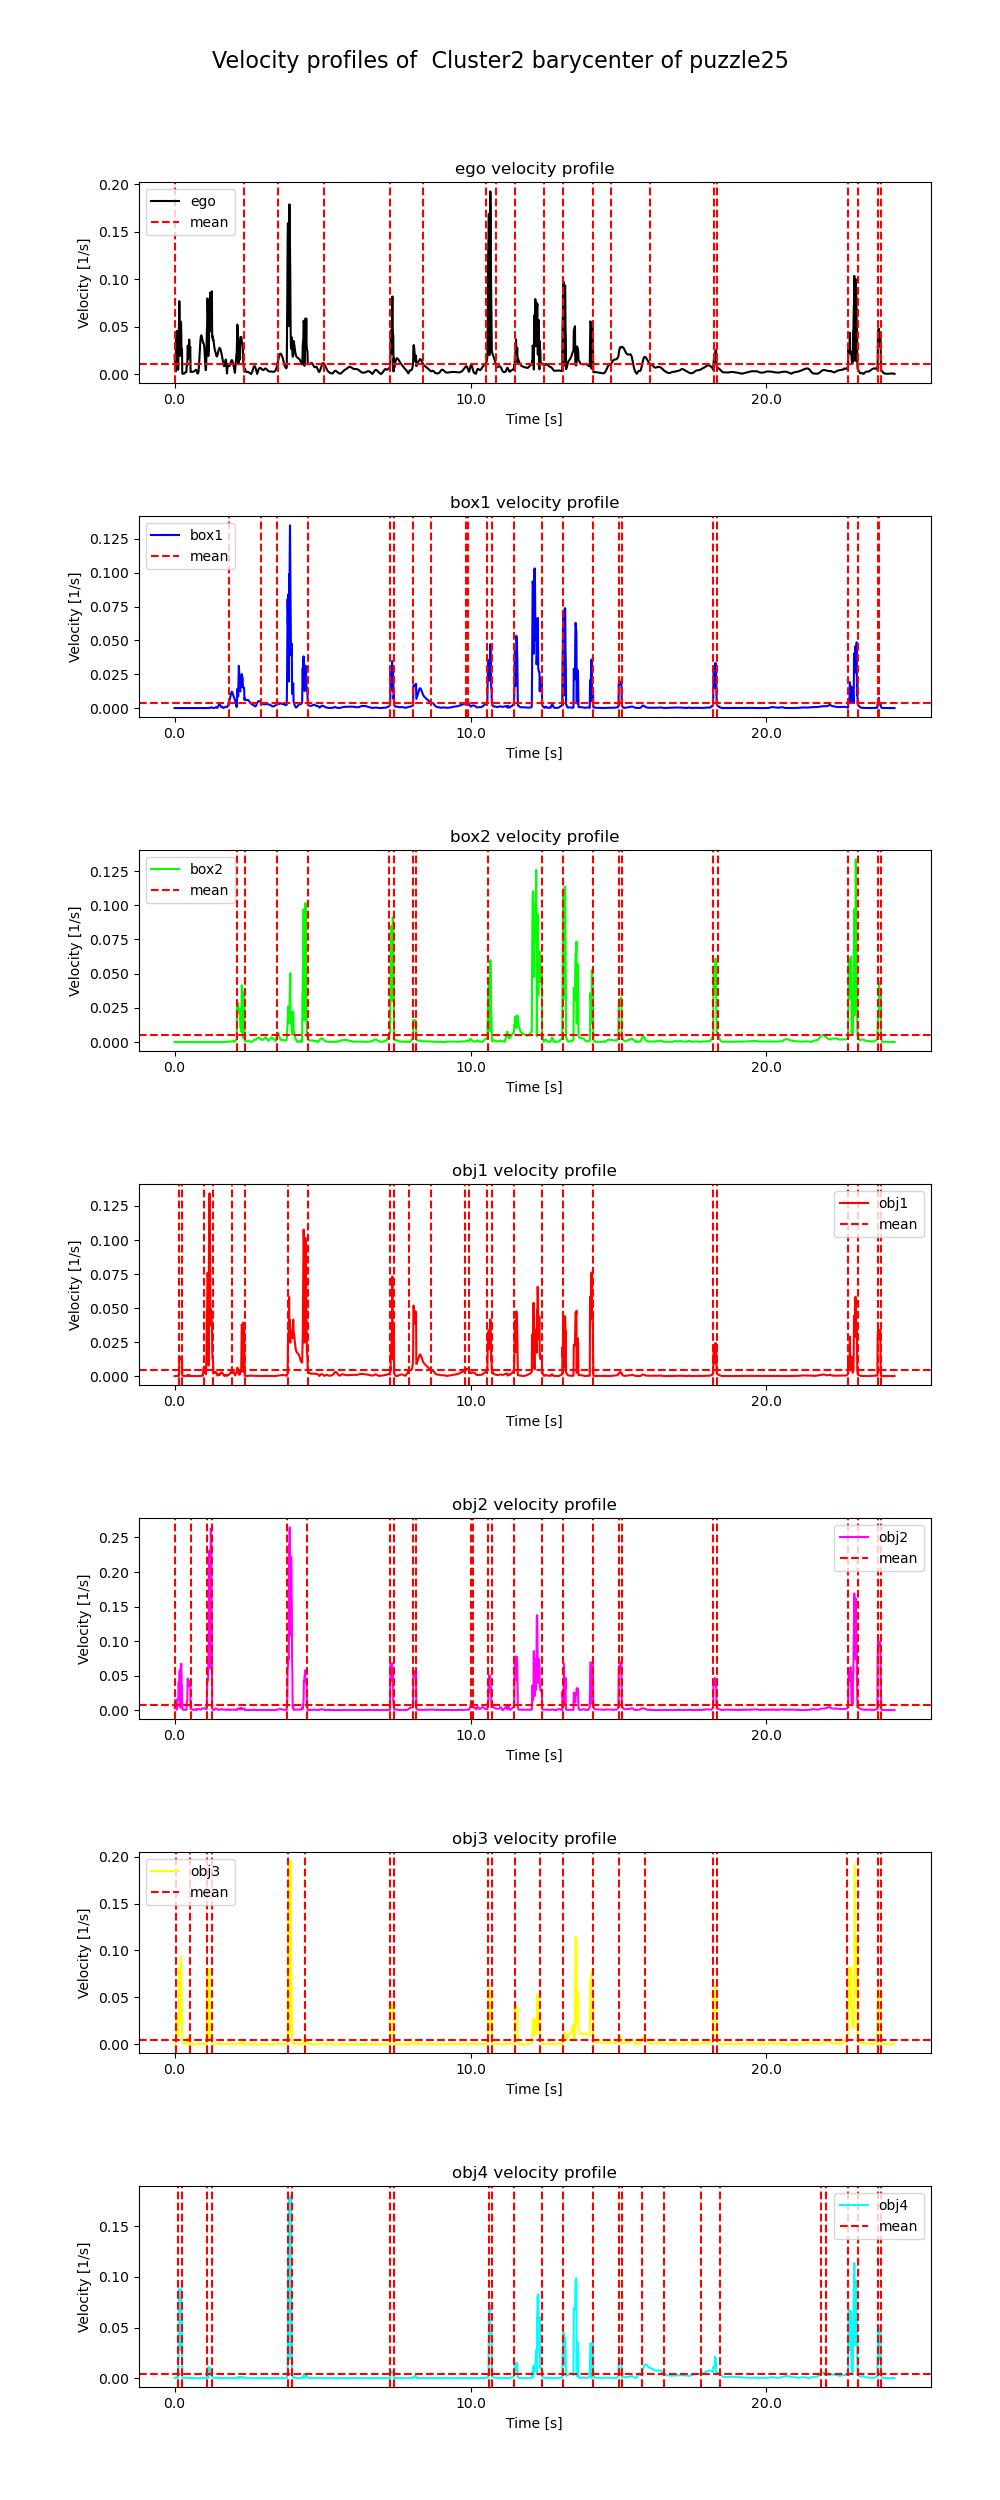 Velocity profiles of  Cluster2 barycenter of puzzle25
ego velocity profile
ego
mean
Velocity [1/s]
0.20
0.15
0.10
0.05
0.00
0.0 10.0 20.0
Time [s]
box1 velocity profile
box1
mean
Velocity [1/s]
0.125
0.100
0.075
0.050
0.025
0.000
0.0 10.0 20.0
Time [s]
box2 velocity profile
box2
mean
Velocity [1/s]
0.125
0.100
0.075
0.050
0.025
0.000
0.0 10.0 20.0
Time [s]
obj1 velocity profile
obj1
mean
Velocity [1/s]
0.125
0.100
0.075
0.050
0.025
0.000
0.0 10.0 20.0
Time [s]
obj2 velocity profile
obj2
mean
Velocity [1/s]
0.25
0.20
0.15
0.10
0.05
0.00
0.0 10.0 20.0
Time [s]
obj3 velocity profile
obj3
mean
Velocity [1/s]
0.20
0.15
0.10
0.05
0.00
0.0 10.0 20.0
Time [s]
obj4 velocity profile
obj4
mean
Velocity [1/s]
0.15
0.10
0.05
0.00
0.0 10.0 20.0
Time [s]